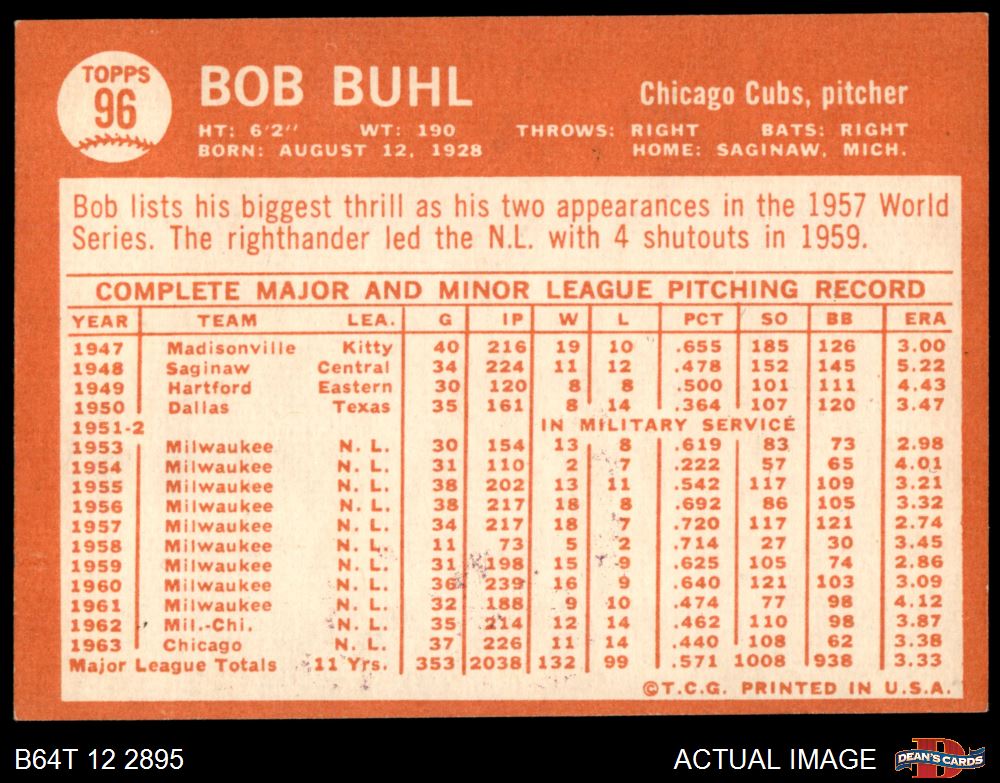 TOPPS
96
BOB BUHL
Chicago Cubs, pitcher
HT: 6'2" WT: 190 THROWS: RIGHT BATS: RIGHT
BORN: AUGUST 12, 1928 HOME: SAGINAW, MICH.
Bob lists his biggest thrill as his two appearances in the 1957 World
Series. The righthander led the N.L. with 4 shutouts in 1959.
COMPLETE MAJOR AND MINOR LEAGUE PITCHING RECORD
YEAR TEAM LEA. G IP W L PCT SO BB ERA
1947 Madisonville Kitty 40 216 19 10 .655 185 126 3.00
1948 Saginaw Central 34 224 11 12 .478 152 145 5.22
1949 Hartford Eastern 30 120 8 8 .500 101 111 4.43
1950 Dallas Texas 35 161 8 14 .364 107 120 3.47
1951-2 IN MILITARY SERVICE
1953 Milwaukee N. L. 30 154 13 8 .619 83 73 2.98
1954 Milwaukee N. L. 31 110 2 7 .222 57 65 4.01
1955 Milwaukee N. L. 38 202 13 11 .542 117 109 3.21
1956 Milwaukee N. L. 38 217 18 8 .692 86 105 3.32
1957 Milwaukee N. L. 34 217 18 7 .720 117 121 2.74
1958 Milwaukee N. L. 11 73 5 2 .714 27 30 3.45
1959 Milwaukee N. L. 31 198 15 9 .625 105 74 2.86
1960 Milwaukee N. L. 36 239 16 9 .640 121 103 3.09
1961 Milwaukee N. L. 32 188 9 10 .474 77 98 4.12
1962 Mil.-Chi. N. L. 35 214 12 14 .462 110 98 3.87
1963 Chicago N. L. 37 226 11 14 .440 108 62 3.38
Major League Totals 11 Yrs. 353 2038 132 99 .571 1008 938 3.33
©T.C.G. PRINTED IN U.S.A.
B64T 12 2895
ACTUAL IMAGE
D
DEAN'S CARDS